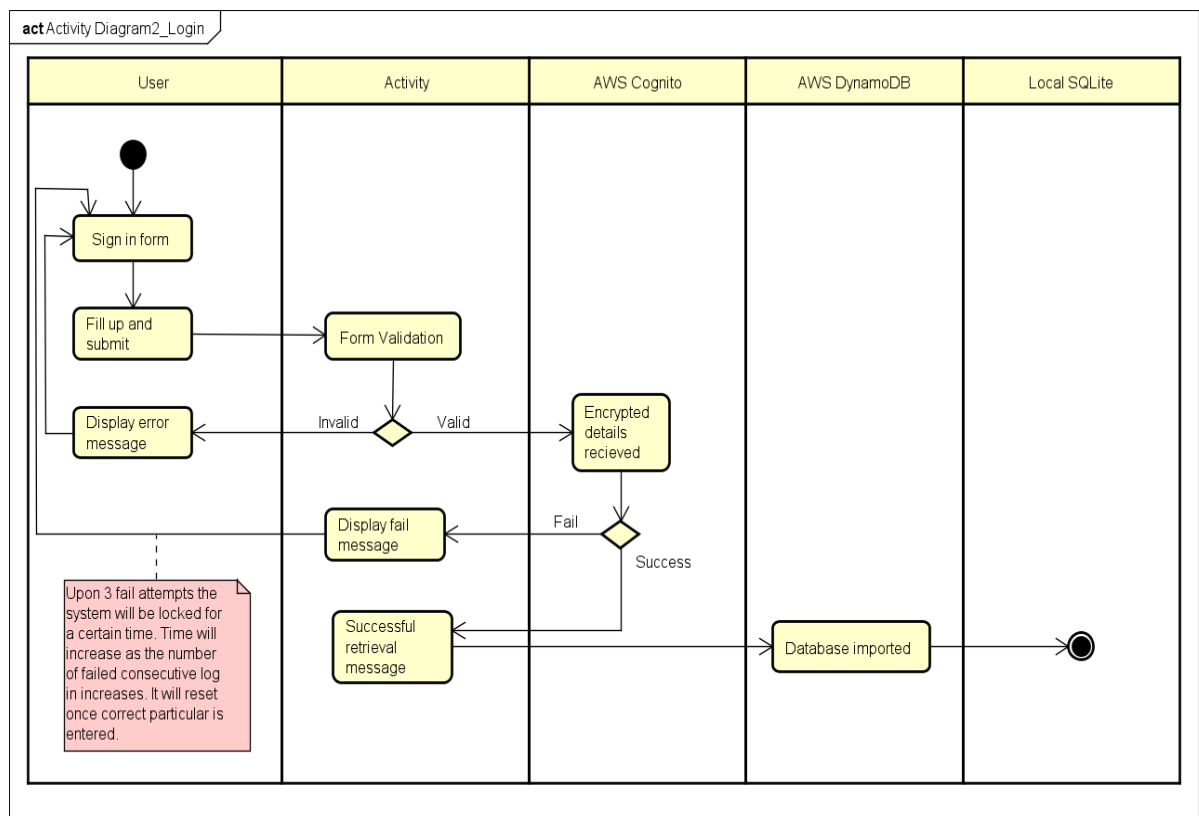 act Activity Diagram2_Login
User
Activity
AWS Cognito
AWS DynamoDB
Local SQLite
Sign in form
Fill up and
submit
Form Validation
Invalid
Valid
Display error
message
Encrypted
details
recieved
Display fail
message
Fail
Success
Upon 3 fail attempts the
system will be locked for
a certain time. Time will
increase as the number
of failed consecutive log
in increases. It will reset
once correct particular is
entered.
Successful
retrieval
message
Database imported